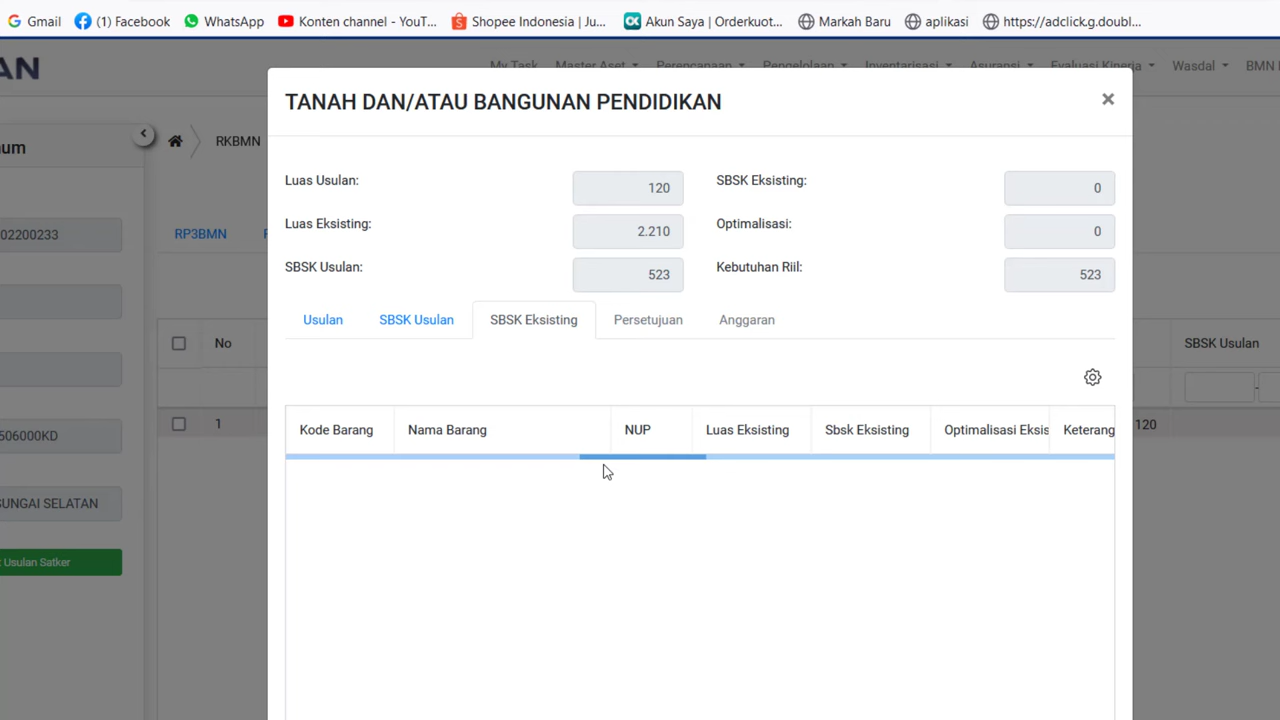 Gmail (1) Facebook WhatsApp Konten channel - YouT... Shopee Indonesia | Ju... Akun Saya | Orderkuot... Markah Baru aplikasi https://adclick.g.doubl...
AN My Task Master Aset Perencanaan Pengelolaan Inventarisasi Asuransi Evaluasi Kinerja Wasdal BMN
TANAH DAN/ATAU BANGUNAN PENDIDIKAN ×
num RKBMN
Luas Usulan: 120 SBSK Eksisting: 0
02200233 RP3BMN Luas Eksisting: 2.210 Optimalisasi: 0
SBSK Usulan: 523 Kebutuhan Riil: 523
Usulan SBSK Usulan SBSK Eksisting Persetujuan Anggaran
No SBSK Usulan
-
Kode Barang Nama Barang NUP Luas Eksisting Sbsk Eksisting Optimalisasi Eksis Keterang
1 120
506000KD
SUNGAI SELATAN
Usulan Satker